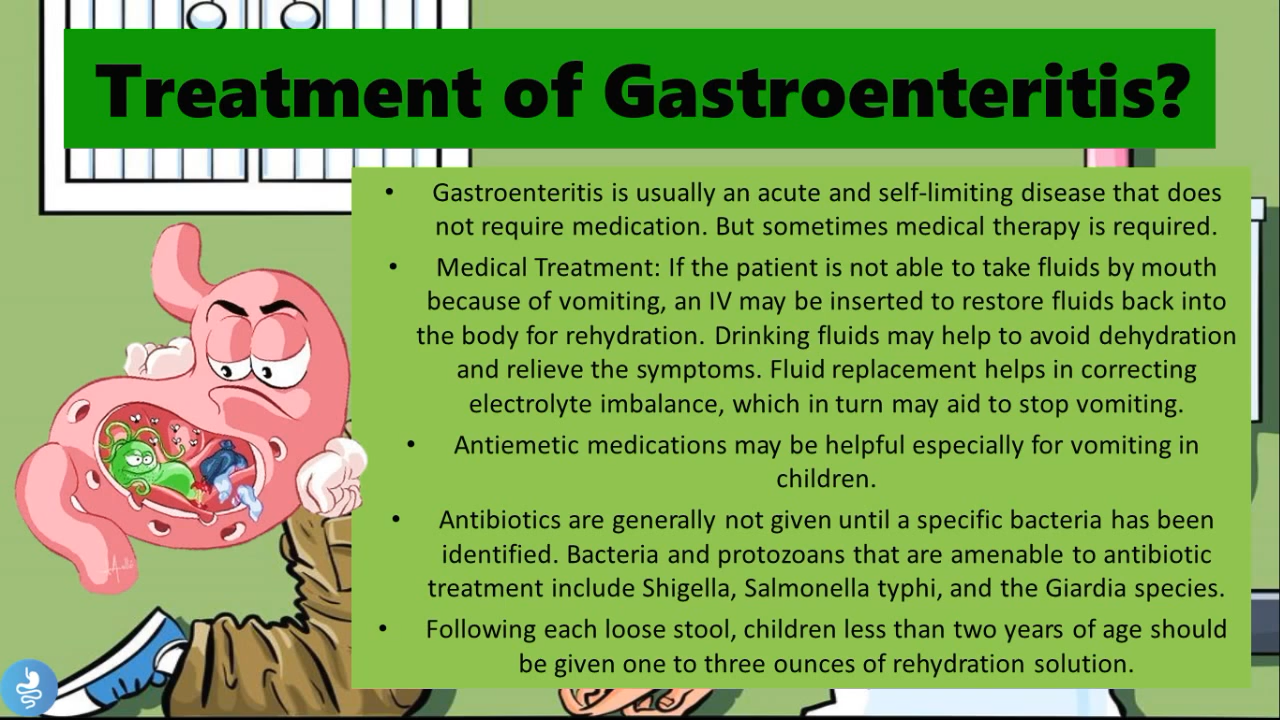 Treatment of Gastroenteritis?
• Gastroenteritis is usually an acute and self-limiting disease that does
not require medication. But sometimes medical therapy is required.
• Medical Treatment: If the patient is not able to take fluids by mouth
because of vomiting, an IV may be inserted to restore fluids back into
the body for rehydration. Drinking fluids may help to avoid dehydration
and relieve the symptoms. Fluid replacement helps in correcting
electrolyte imbalance, which in turn may aid to stop vomiting.
• Antiemetic medications may be helpful especially for vomiting in
children.
• Antibiotics are generally not given until a specific bacteria has been
identified. Bacteria and protozoans that are amenable to antibiotic
treatment include Shigella, Salmonella typhi, and the Giardia species.
• Following each loose stool, children less than two years of age should
be given one to three ounces of rehydration solution.